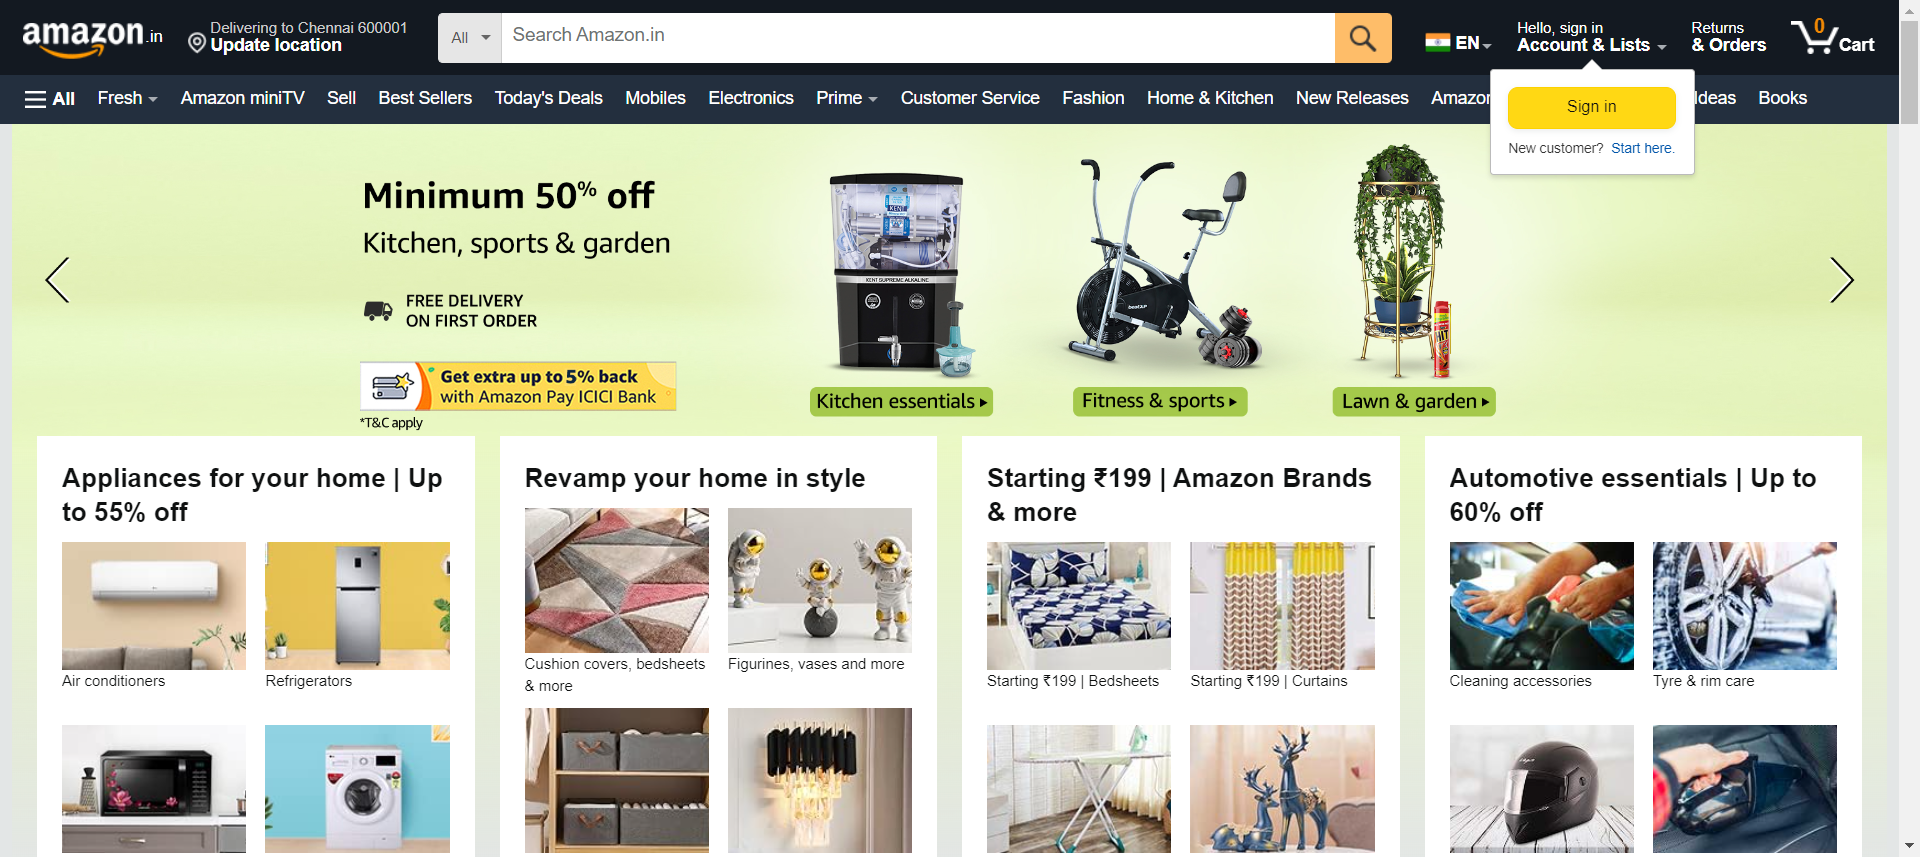 amazon.in
Delivering to Chennai 600001
Update location
All
Search Amazon.in
EN
Hello, sign in
Account & Lists
Returns
& Orders
0
Cart
All
Fresh
Amazon miniTV
Sell
Best Sellers
Today's Deals
Mobiles
Electronics
Prime
Customer Service
Fashion
Home & Kitchen
New Releases
Amazon
Ideas
Books
Sign in
New customer? Start here.
Minimum 50% off
Kitchen, sports & garden
FREE DELIVERY
ON FIRST ORDER
Get extra up to 5% back
with Amazon Pay ICICI Bank
*T&C apply
KENT
KENT SUPREME ALKALINE
HIT
Kitchen essentials
Fitness & sports
Lawn & garden
Appliances for your home | Up
to 55% off
Air conditioners
Refrigerators
Revamp your home in style
Cushion covers, bedsheets
& more
Figurines, vases and more
Starting ₹199 | Amazon Brands
& more
Starting ₹199 | Bedsheets
Starting ₹199 | Curtains
Automotive essentials | Up to
60% off
Cleaning accessories
Tyre & rim care